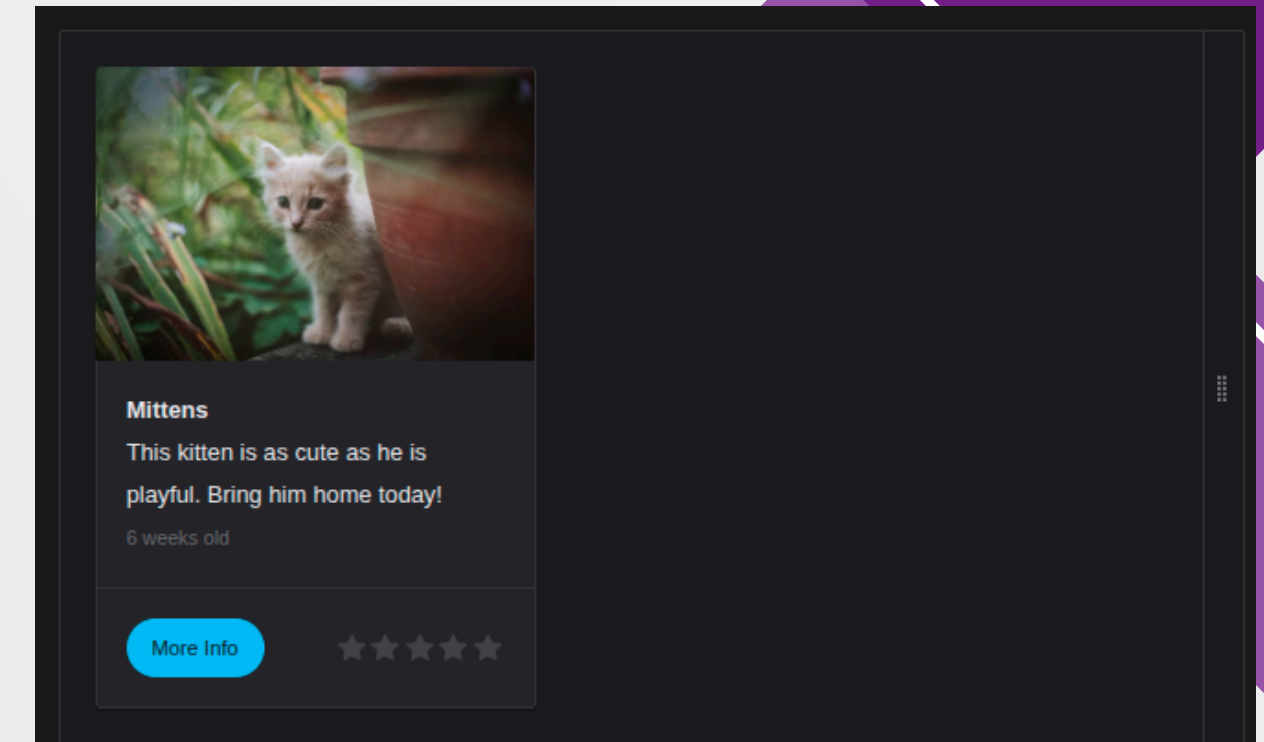 Mittens
This kitten is as cute as he is
playful. Bring him home today!
6 weeks old
More Info